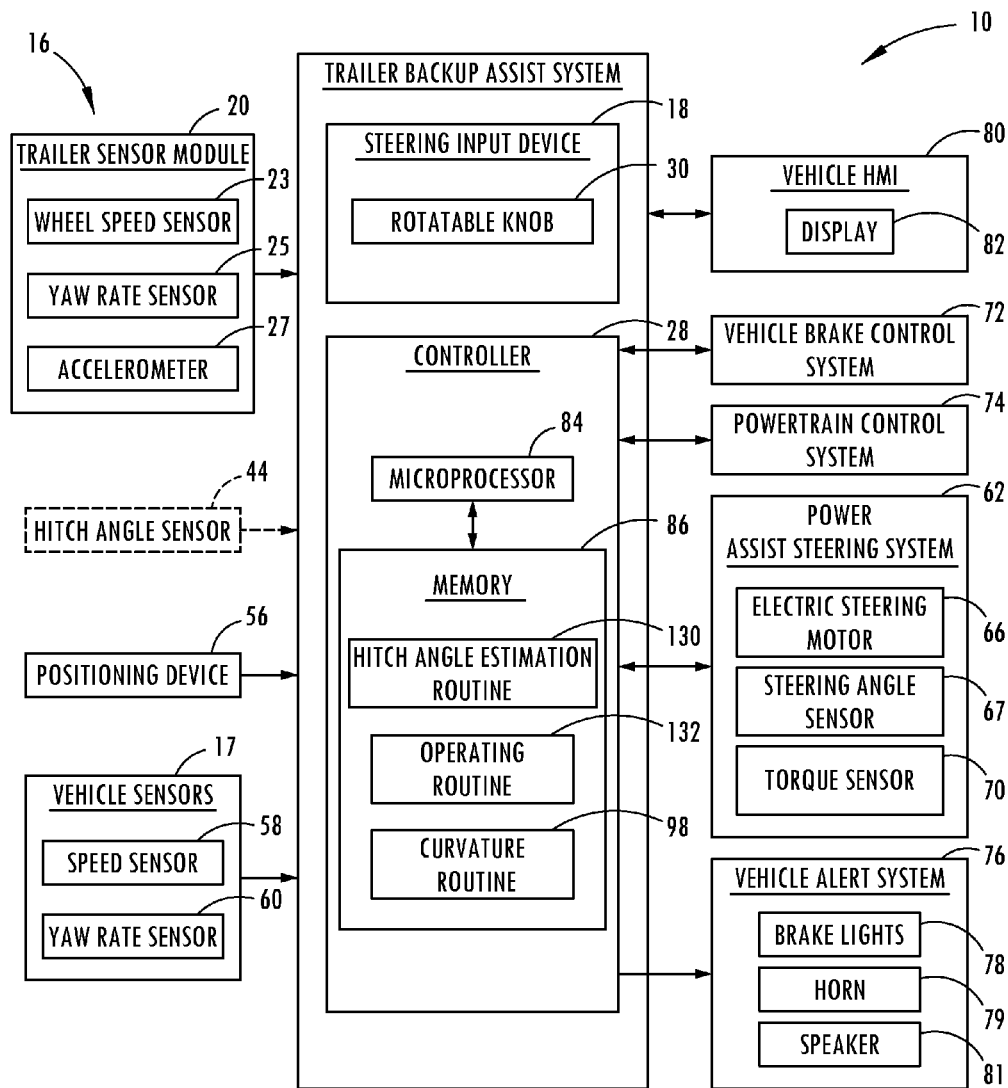 16
10
20
TRAILER SENSOR MODULE
23
WHEEL SPEED SENSOR
25
YAW RATE SENSOR
27
ACCELEROMETER
44
HITCH ANGLE SENSOR
56
POSITIONING DEVICE
17
VEHICLE SENSORS
58
SPEED SENSOR
60
YAW RATE SENSOR
TRAILER BACKUP ASSIST SYSTEM
18
STEERING INPUT DEVICE
30
ROTATABLE KNOB
28
CONTROLLER
84
MICROPROCESSOR
86
MEMORY
130
HITCH ANGLE ESTIMATION
ROUTINE
132
OPERATING
ROUTINE
98
CURVATURE
ROUTINE
80
VEHICLE HMI
DISPLAY
82
72
VEHICLE BRAKE CONTROL
SYSTEM
74
POWERTRAIN CONTROL
SYSTEM
62
POWER
ASSIST STEERING SYSTEM
ELECTRIC STEERING
MOTOR
66
STEERING ANGLE
SENSOR
67
TORQUE SENSOR
70
76
VEHICLE ALERT SYSTEM
BRAKE LIGHTS
78
HORN
79
SPEAKER
81